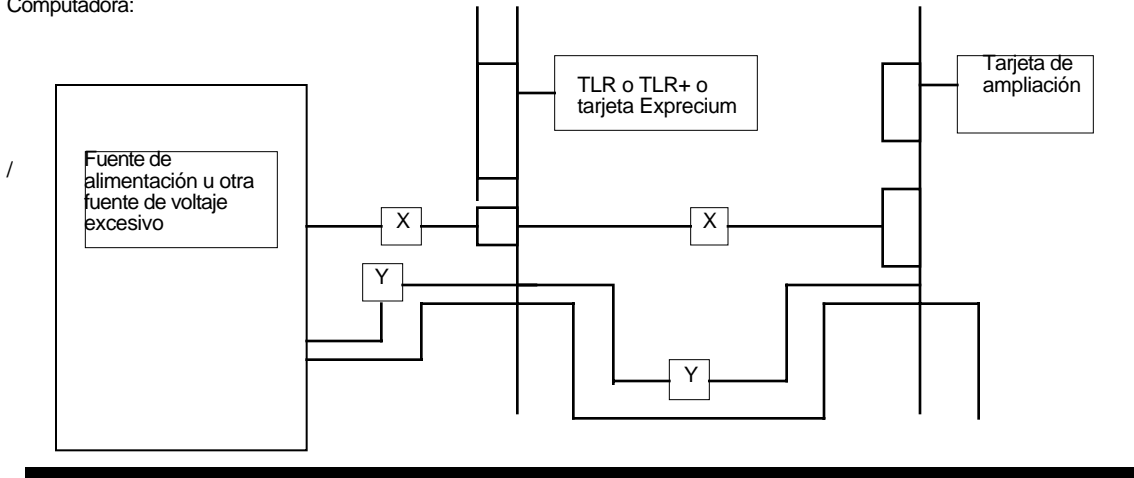 Computadora:
TLR o TLR+ o
tarjeta Exprecium
Tarjeta de
ampliación
/
Fuente de
alimentación u otra
fuente de voltaje
excesivo
X
X
Y
Y